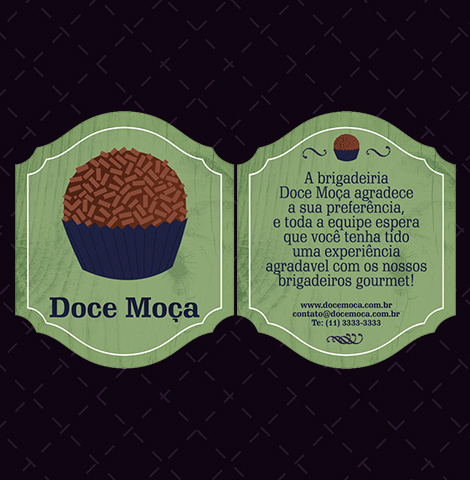 Doce Moça
A brigadeiria
Doce Moça agradece
a sua preferência,
e toda a equipe espera
que você tenha tido
uma experiência
agradavel com os nossos
brigadeiros gourmet!
www.docemoca.com.br
contato@docemoca.com.br
Te: (11) 3333-3333